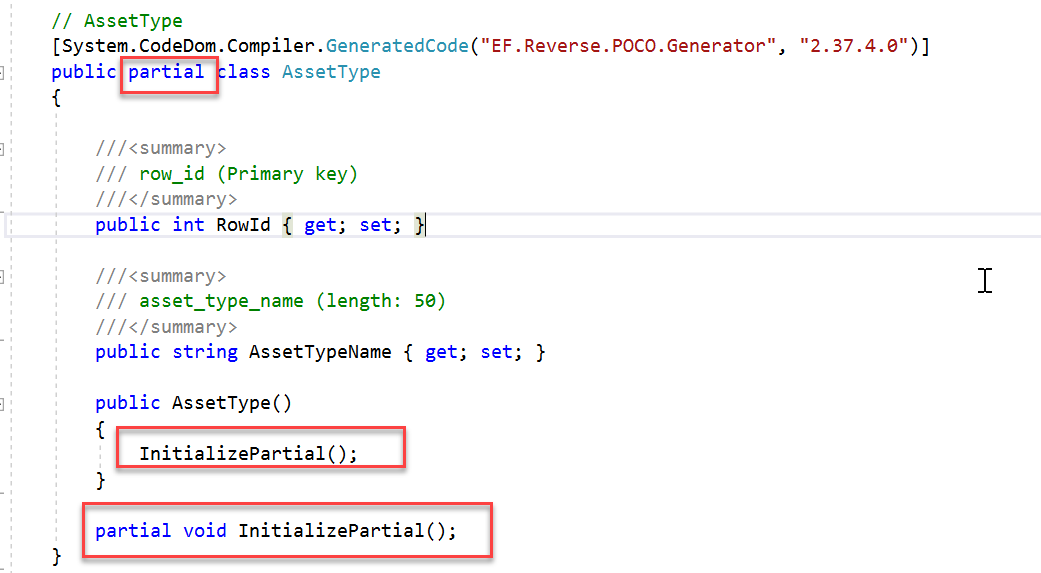 // AssetType
[System.CodeDom.Compiler.GeneratedCode("EF.Reverse.POCO.Generator", "2.37.4.0")]
public partial class AssetType
{
///<summary>
/// row_id (Primary key)
///</summary>
public int RowId { get; set; }
///<summary>
/// asset_type_name (length: 50)
///</summary>
public string AssetTypeName { get; set; }
public AssetType()
{
InitializePartial();
}
partial void InitializePartial();
}